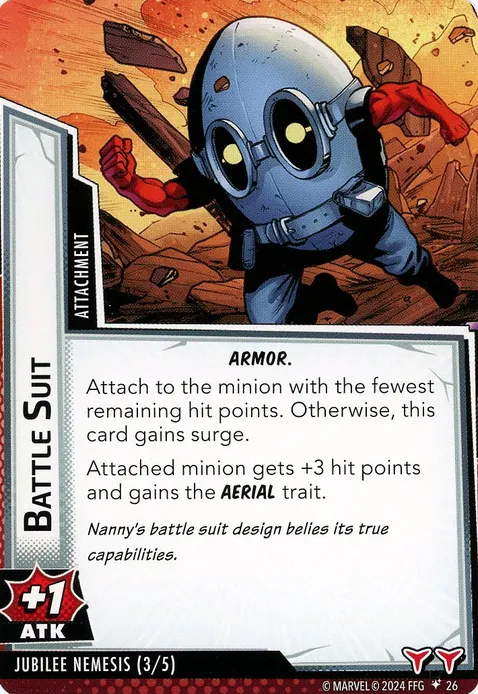 ATTACHMENT
BATTLE SUIT
ARMOR.
Attach to the minion with the fewest
remaining hit points. Otherwise, this
card gains surge.
Attached minion gets +3 hit points
and gains the AERIAL trait.
Nanny's battle suit design belies its true
capabilities.
+1
ATK
JUBILEE NEMESIS (3/5)
© MARVEL © 2024 FFG 26